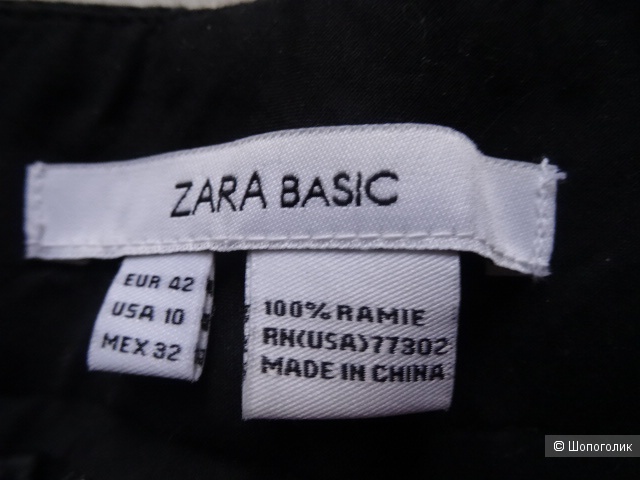 ZARA BASIC
EUR 42
USA 10
MEX 32
100% RAMIE
RN(USA)77302
MADE IN CHINA
© Шопоголик